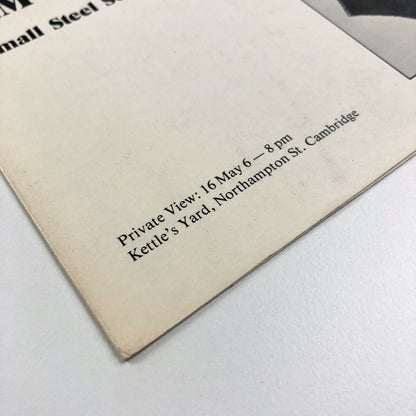 M
mall Steel S
Private View: 16 May 6 — 8 pm
Kettle's Yard, Northampton St. Cambridge